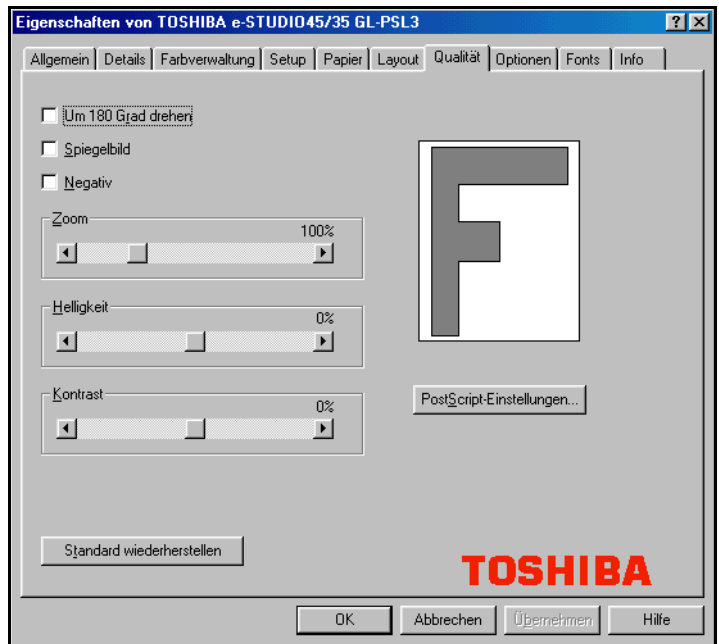 Eigenschaften von TOSHIBA e-STUDIO45/35 GL-PSL3
Allgemein Details Farbverwaltung Setup Papier Layout Qualität Optionen Fonts Info
Um 180 Grad drehen
Spiegelbild
Negativ
Zoom
100%
Helligkeit
0%
Kontrast
0%
F
PostScript-Einstellungen...
Standard wiederherstellen
TOSHIBA
OK Abbrechen Übernehmen Hilfe